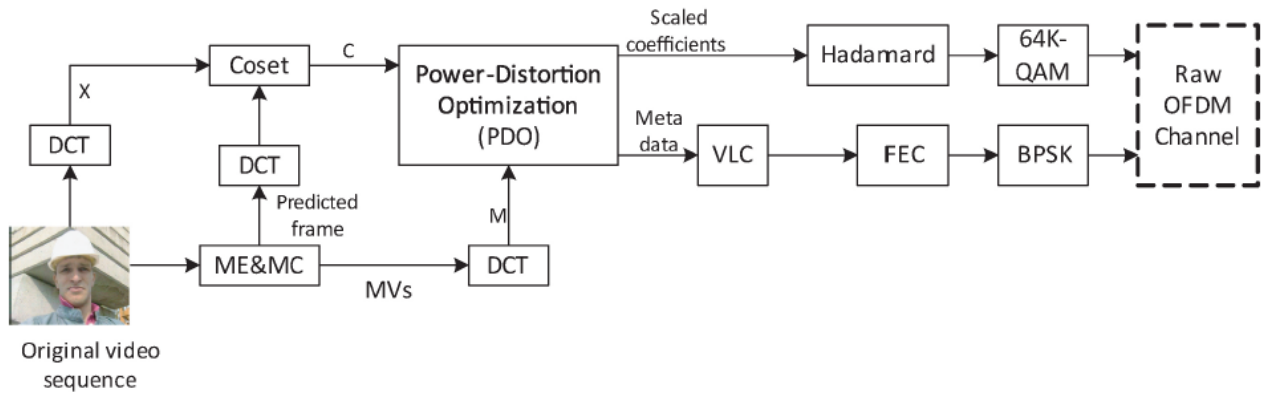 Scaled
coefficients
Hadamard
64K-
QAM
Raw
OFDM
Channel
Coset
C
Power-Distortion
Optimization
(PDO)
X
DCT
DCT
Meta
data
VLC
FEC
BPSK
Predicted
frame
M
ME&MC
MVs
DCT
Original video
sequence